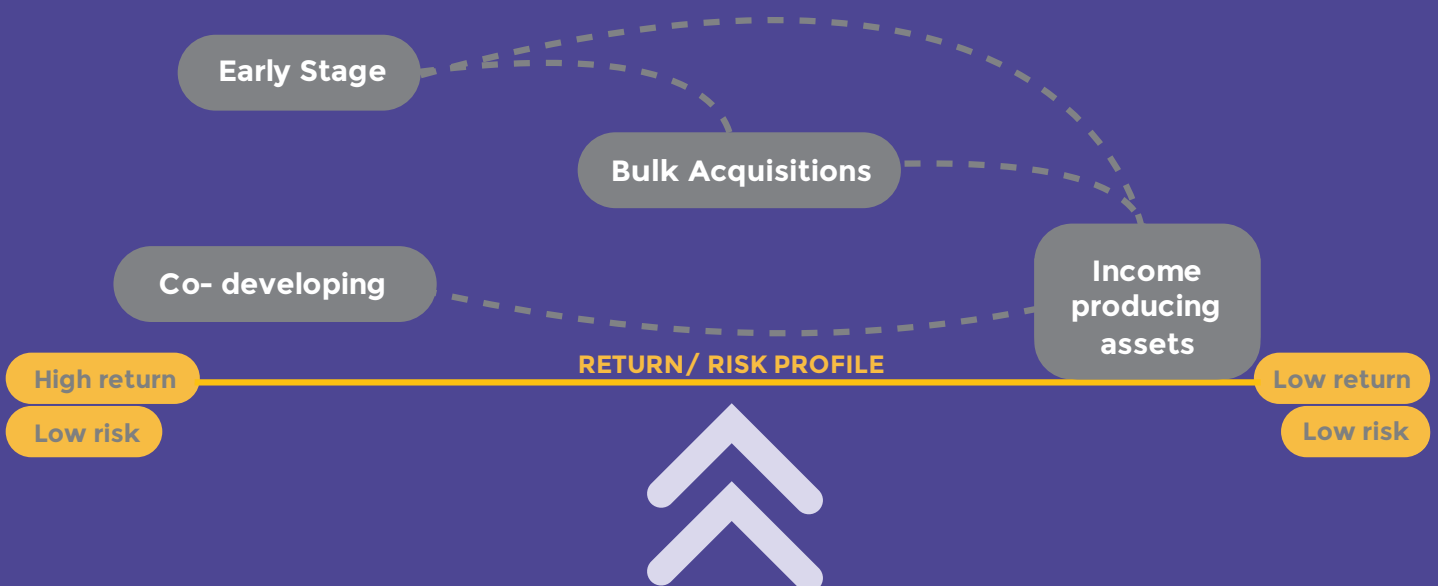 Early Stage
Bulk Acquisitions
Co- developing
Income
producing
assets
RETURN/ RISK PROFILE
High return
Low return
Low risk
Low risk